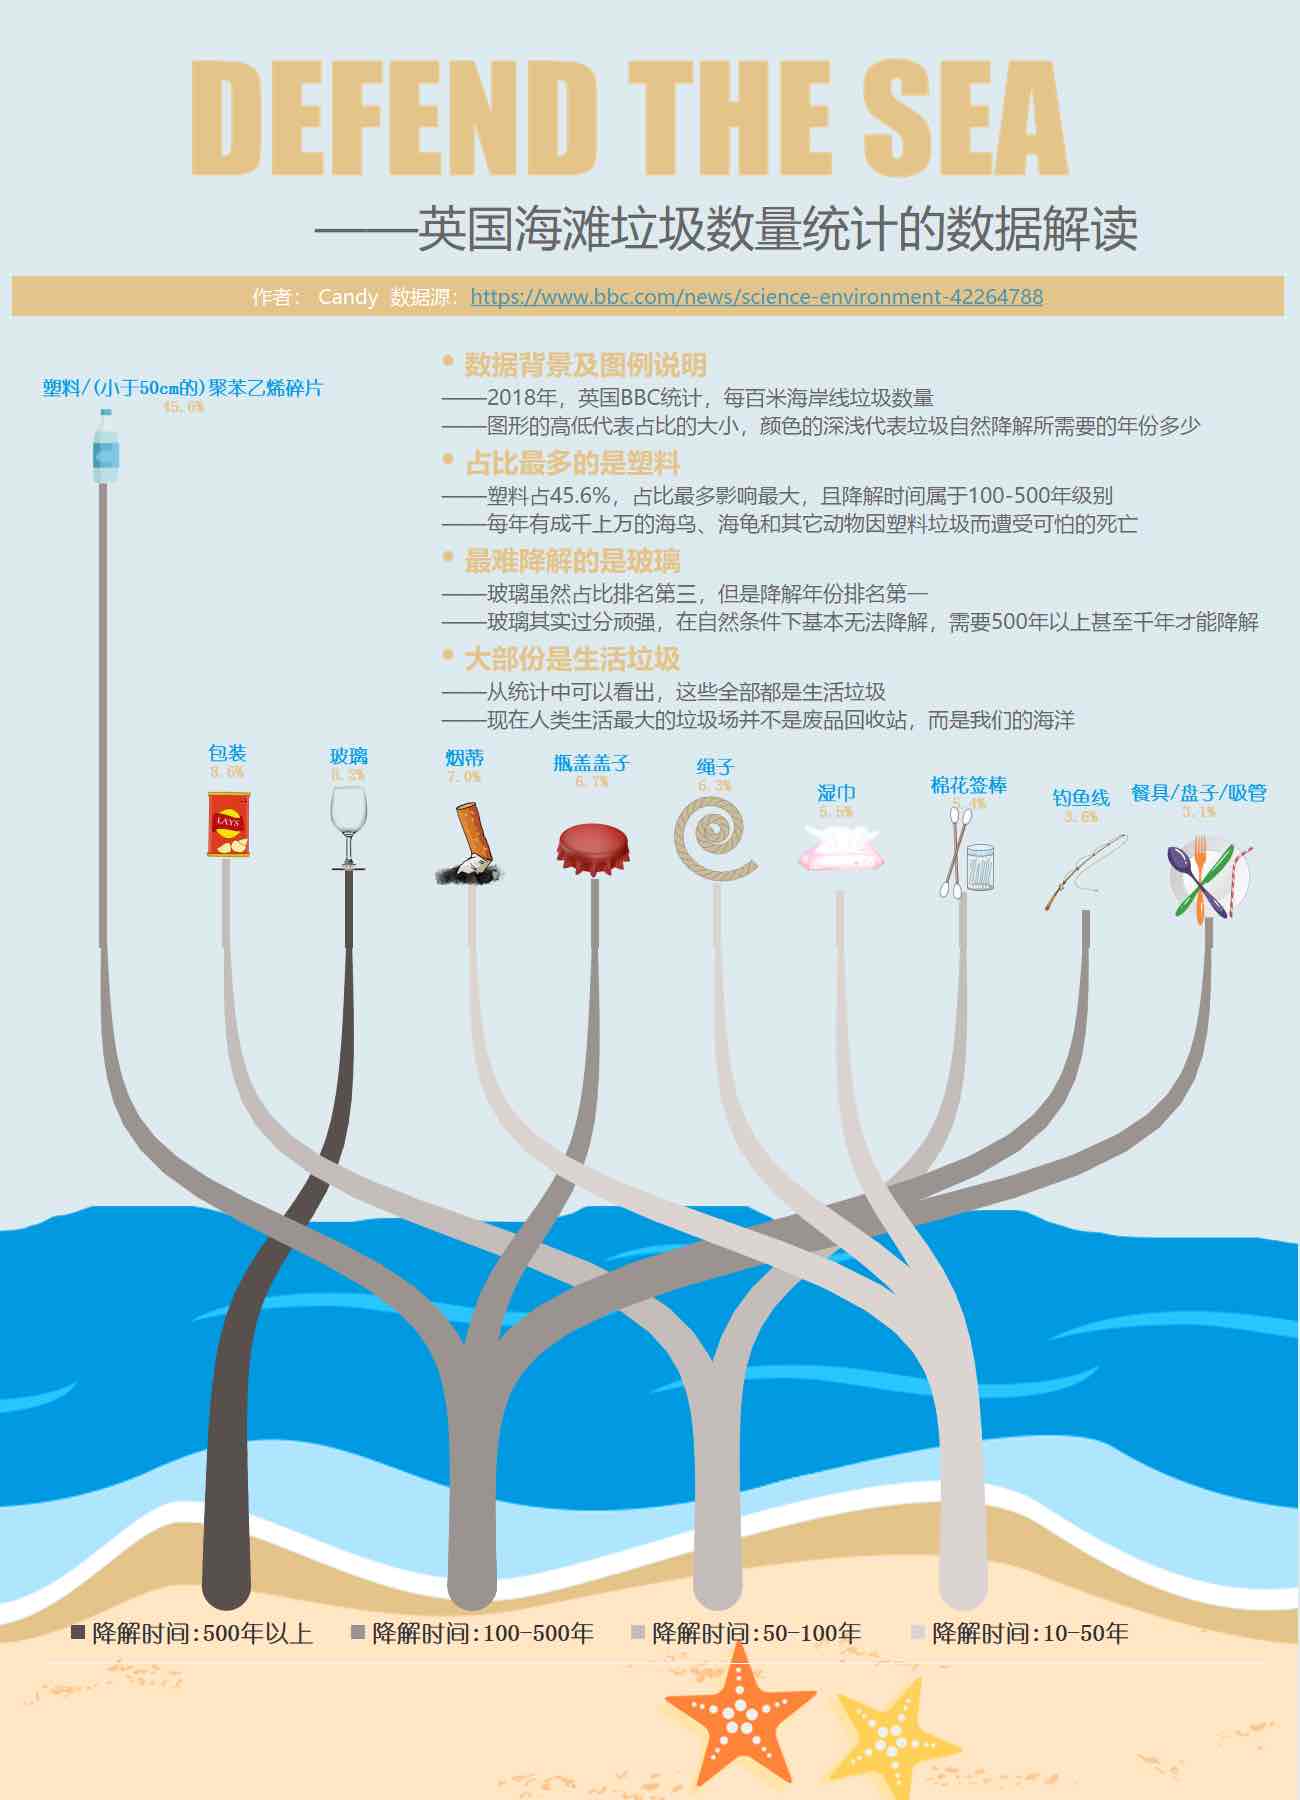 DEFEND THE SEA
——英国海滩垃圾数量统计的数据解读
作者： Candy 数据源：https://www.bbc.com/news/science-environment-42264788
• 数据背景及图例说明
——2018年，英国BBC统计，每百米海岸线垃圾数量
——图形的高低代表占比的大小，颜色的深浅代表垃圾自然降解所需要的年份多少
• 占比最多的是塑料
——塑料占45.6%，占比最多影响最大，且降解时间属于100-500年级别
——每年有成千上万的海鸟、海龟和其它动物因塑料垃圾而遭受可怕的死亡
• 最难降解的是玻璃
——玻璃虽然占比排名第三，但是降解年份排名第一
——玻璃其实过分顽强，在自然条件下基本无法降解，需要500年以上甚至千年才能降解
• 大部份是生活垃圾
——从统计中可以看出，这些全部都是生活垃圾
——现在人类生活最大的垃圾场并不是废品回收站，而是我们的海洋
塑料/(小于50cm的)聚苯乙烯碎片
45.6%
包装
8.6%
玻璃
8.2%
烟蒂
7.0%
瓶盖盖子
6.7%
绳子
6.3%
湿巾
5.5%
棉花签棒
5.4%
钓鱼线
3.6%
餐具/盘子/吸管
3.1%
LAYS
降解时间:500年以上
降解时间:100-500年
降解时间:50-100年
降解时间:10-50年